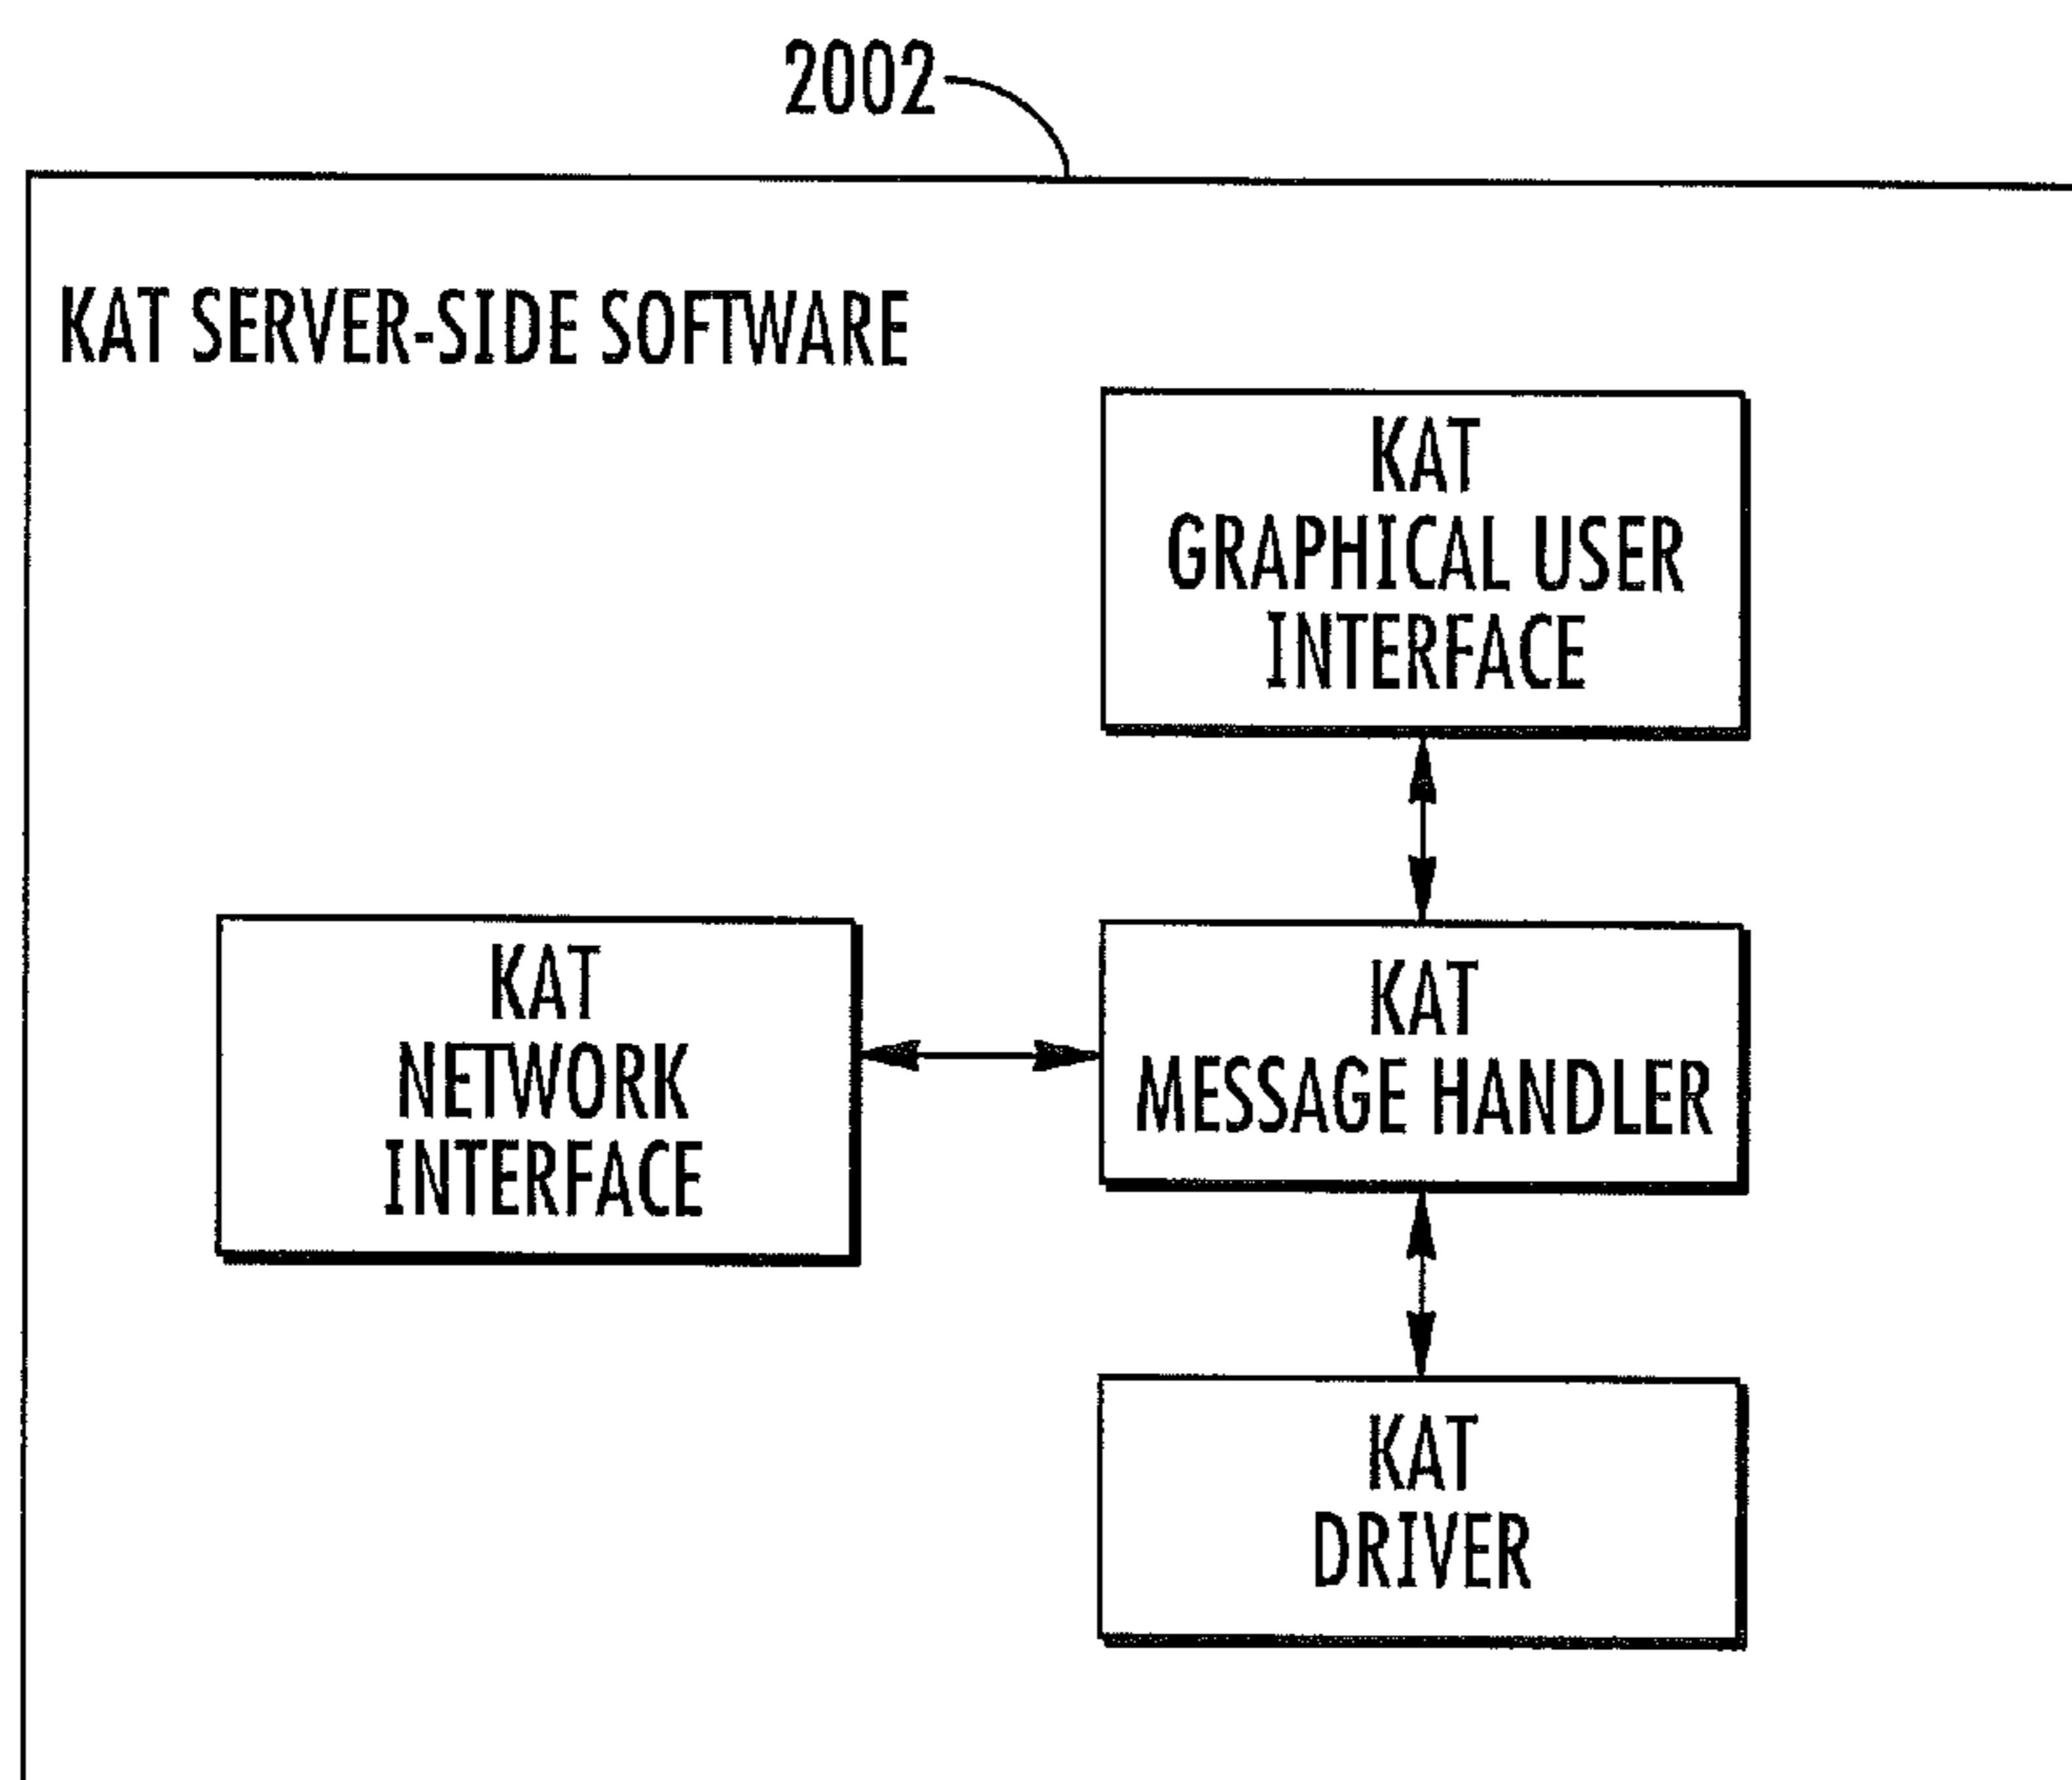 2002
KAT SERVER-SIDE SOFTWARE
KAT
GRAPHICAL USER
INTERFACE
KAT
NETWORK
INTERFACE
KAT
MESSAGE HANDLER
KAT
DRIVER